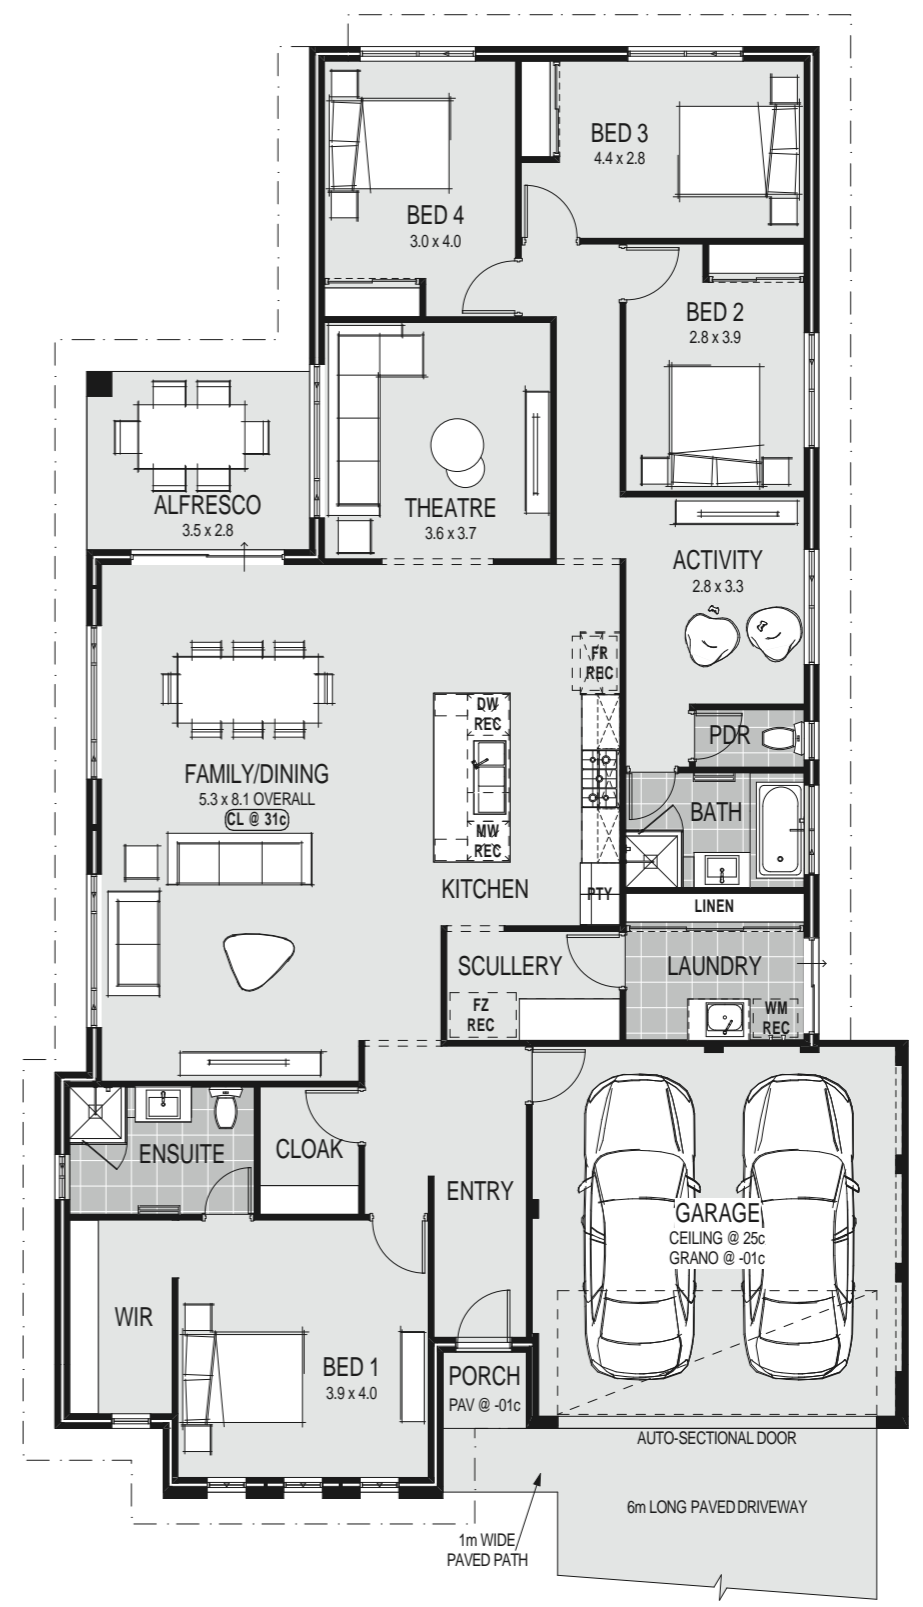 BED 3
4.4 x 2.8
BED 4
3.0 x 4.0
BED 2
2.8 x 3.9
ALFRESCO
3.5 x 2.8
THEATRE
3.6 x 3.7
ACTIVITY
2.8 x 3.3
FR
REC
DW
REC
PDR
FAMILY/DINING
5.3 x 8.1 OVERALL
CL @ 31c
BATH
MW
REC
KITCHEN
PTY
LINEN
SCULLERY
LAUNDRY
FZ
REC
WM
REC
ENSUITE
CLOAK
ENTRY
GARAGE
CEILING @ 25c
GRANO @ -01c
WIR
BED 1
3.9 x 4.0
PORCH
PAV @ -01c
AUTO-SECTIONAL DOOR
6m LONG PAVED DRIVEWAY
1m WIDE
PAVED PATH